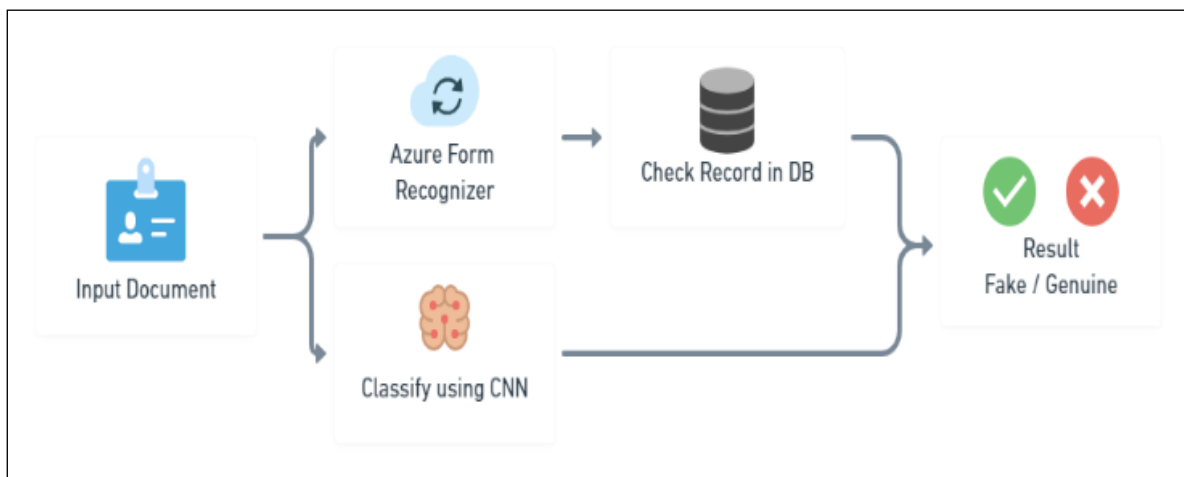 Input Document
Azure Form
Recognizer
Check Record in DB
Classify using CNN
Result
Fake / Genuine